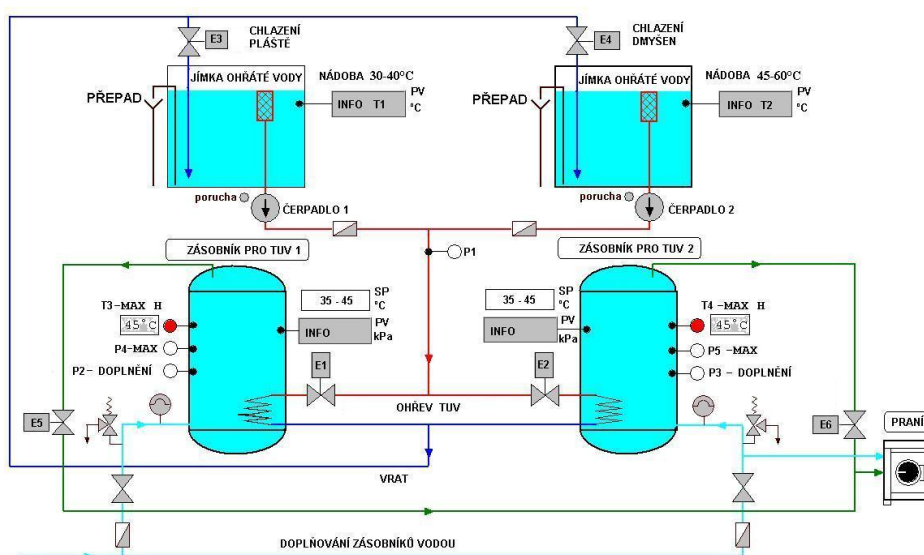 E3
CHLAZENÍ
PLÁŠTĚ
E4
CHLAZENÍ
DMYŠEN
JÍMKA OHŘÁTÉ VODY
NÁDOBA 30-40°C
PŘEPAD
INFO T1
PV
°C
JÍMKA OHŘÁTÉ VODY
NÁDOBA 45-60°C
PŘEPAD
INFO T2
PV
°C
porucha
ČERPADLO 1
porucha
ČERPADLO 2
P1
ZÁSOBNÍK PRO TUV 1
ZÁSOBNÍK PRO TUV 2
T3-MAX H
45°C
P4-MAX
P2- DOPLNĚNÍ
35 - 45
SP
°C
INFO
PV
kPa
E1
35 - 45
SP
°C
INFO
PV
kPa
E2
T4 -MAX H
45°C
P5 -MAX
P3 - DOPLNĚNÍ
OHŘEV TUV
E5
E6
PRANÍ
VRAT
DOPLŇOVÁNÍ ZÁSOBNÍKŮ VODOU